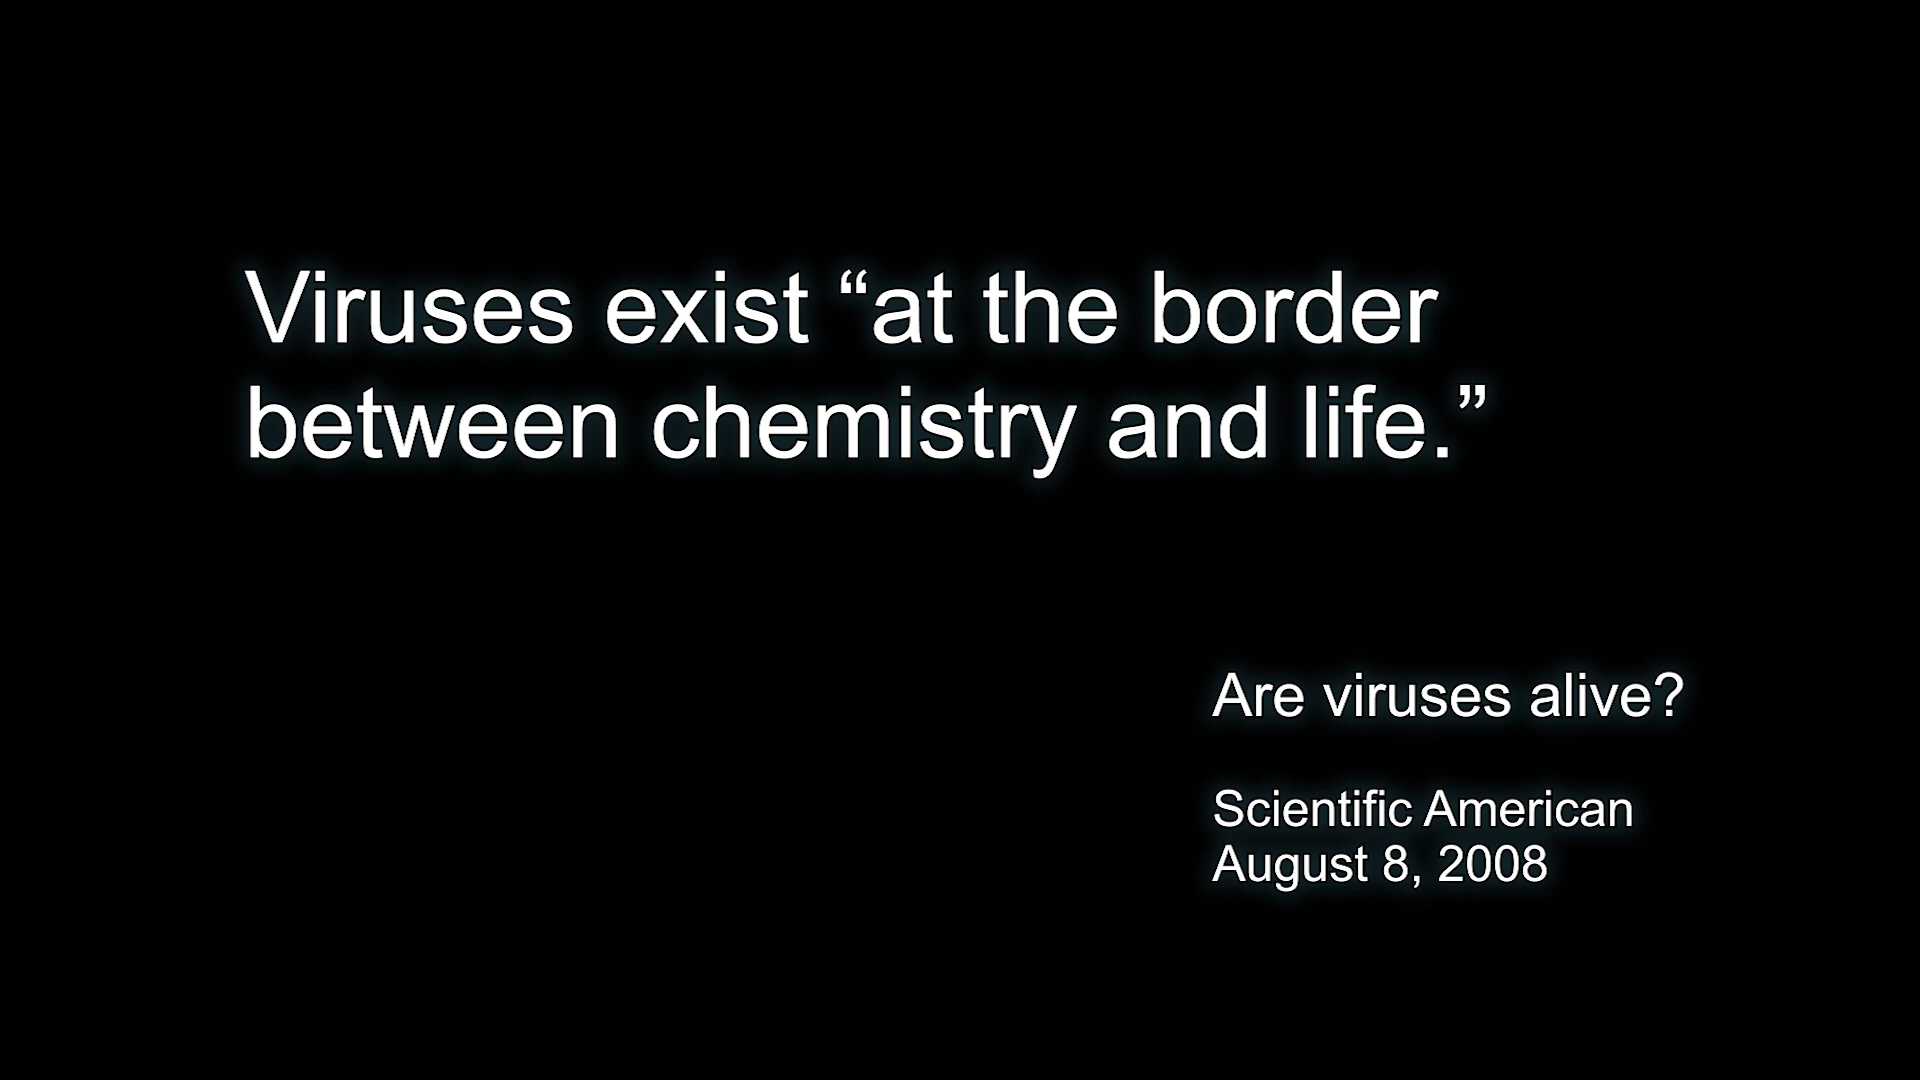 Viruses exist “at the border
between chemistry and life.”
Are viruses alive?
Scientific American
August 8, 2008